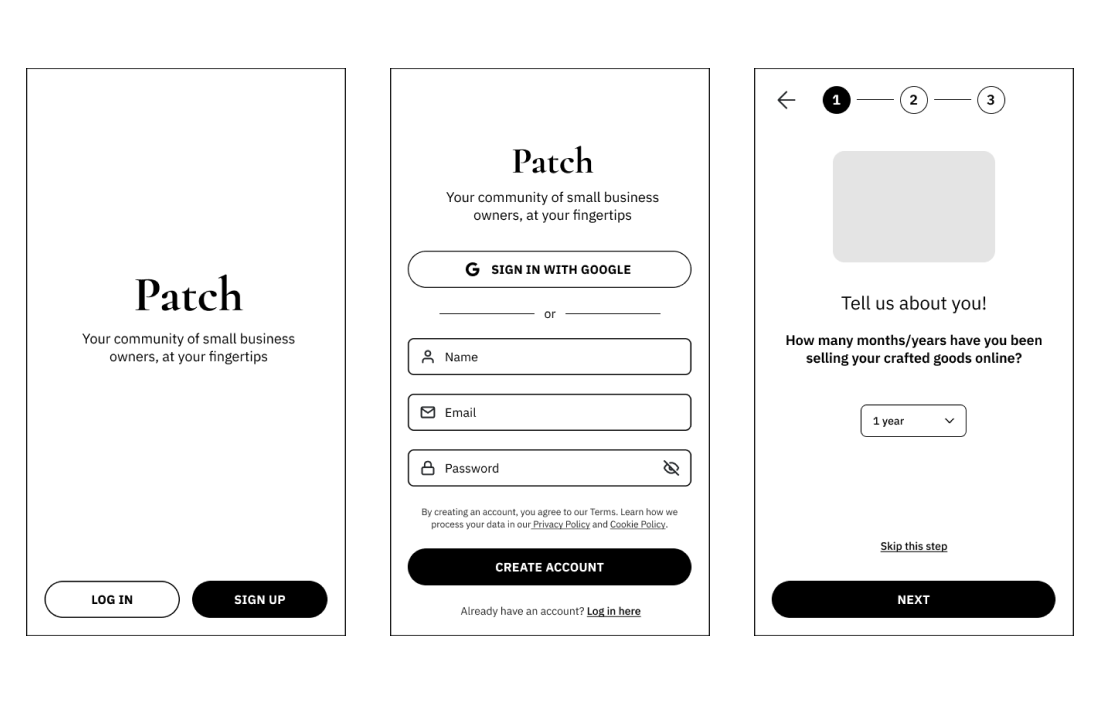 Patch
Your community of small business
owners, at your fingertips
LOG IN
SIGN UP
Patch
Your community of small business
owners, at your fingertips
SIGN IN WITH GOOGLE
or
Name
Email
Password
By creating an account, you agree to our Terms. Learn how we
process your data in our Privacy Policy and Cookie Policy.
CREATE ACCOUNT
Already have an account? Log in here
1
2
3
Tell us about you!
How many months/years have you been
selling your crafted goods online?
1 year
Skip this step
NEXT